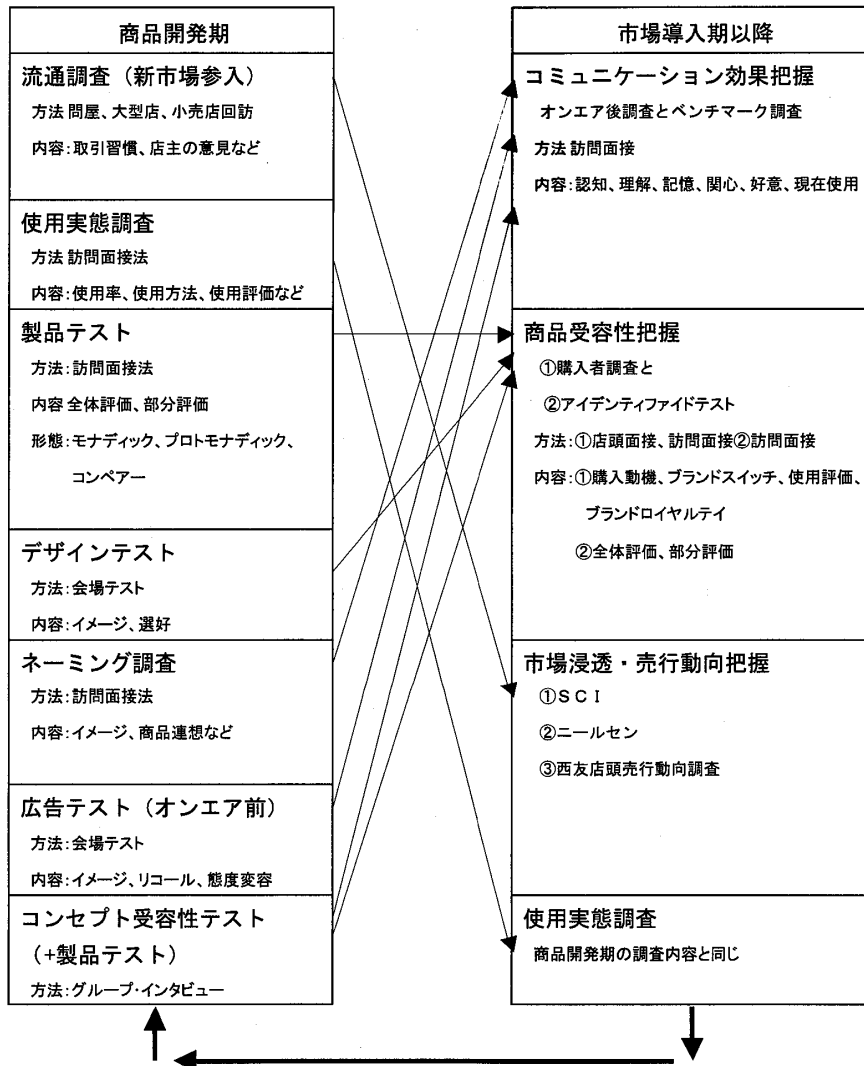 商品開発期
流通調査（新市場参入）
方法 問屋、大型店、小売店回訪
内容：取引習慣、店主の意見など
使用実態調査
方法 訪問面接法
内容：使用率、使用方法、使用評価など
製品テスト
方法：訪問面接法
内容 全体評価、部分評価
形態：モナディック、プロトモナディック、
コンペアー
デザインテスト
方法：会場テスト
内容：イメージ、選好
ネーミング調査
方法：訪問面接法
内容：イメージ、商品連想など
広告テスト（オンエア前）
方法：会場テスト
内容：イメージ、リコール、態度変容
コンセプト受容性テスト
（+製品テスト）
方法：グループ・インタビュー
市場導入期以降
コミュニケーション効果把握
オンエア後調査とベンチマーク調査
方法 訪問面接
内容：認知、理解、記憶、関心、好意、現在使用
商品受容性把握
①購入者調査と
②アイデンティファイドテスト
方法：①店頭面接、訪問面接②訪問面接
内容：①購入動機、ブランドスイッチ、使用評価、
ブランドロイヤルテイ
②全体評価、部分評価
市場浸透・売行動向把握
①ＳＣＩ
②ニールセン
③西友店頭売行動向調査
使用実態調査
商品開発期の調査内容と同じ